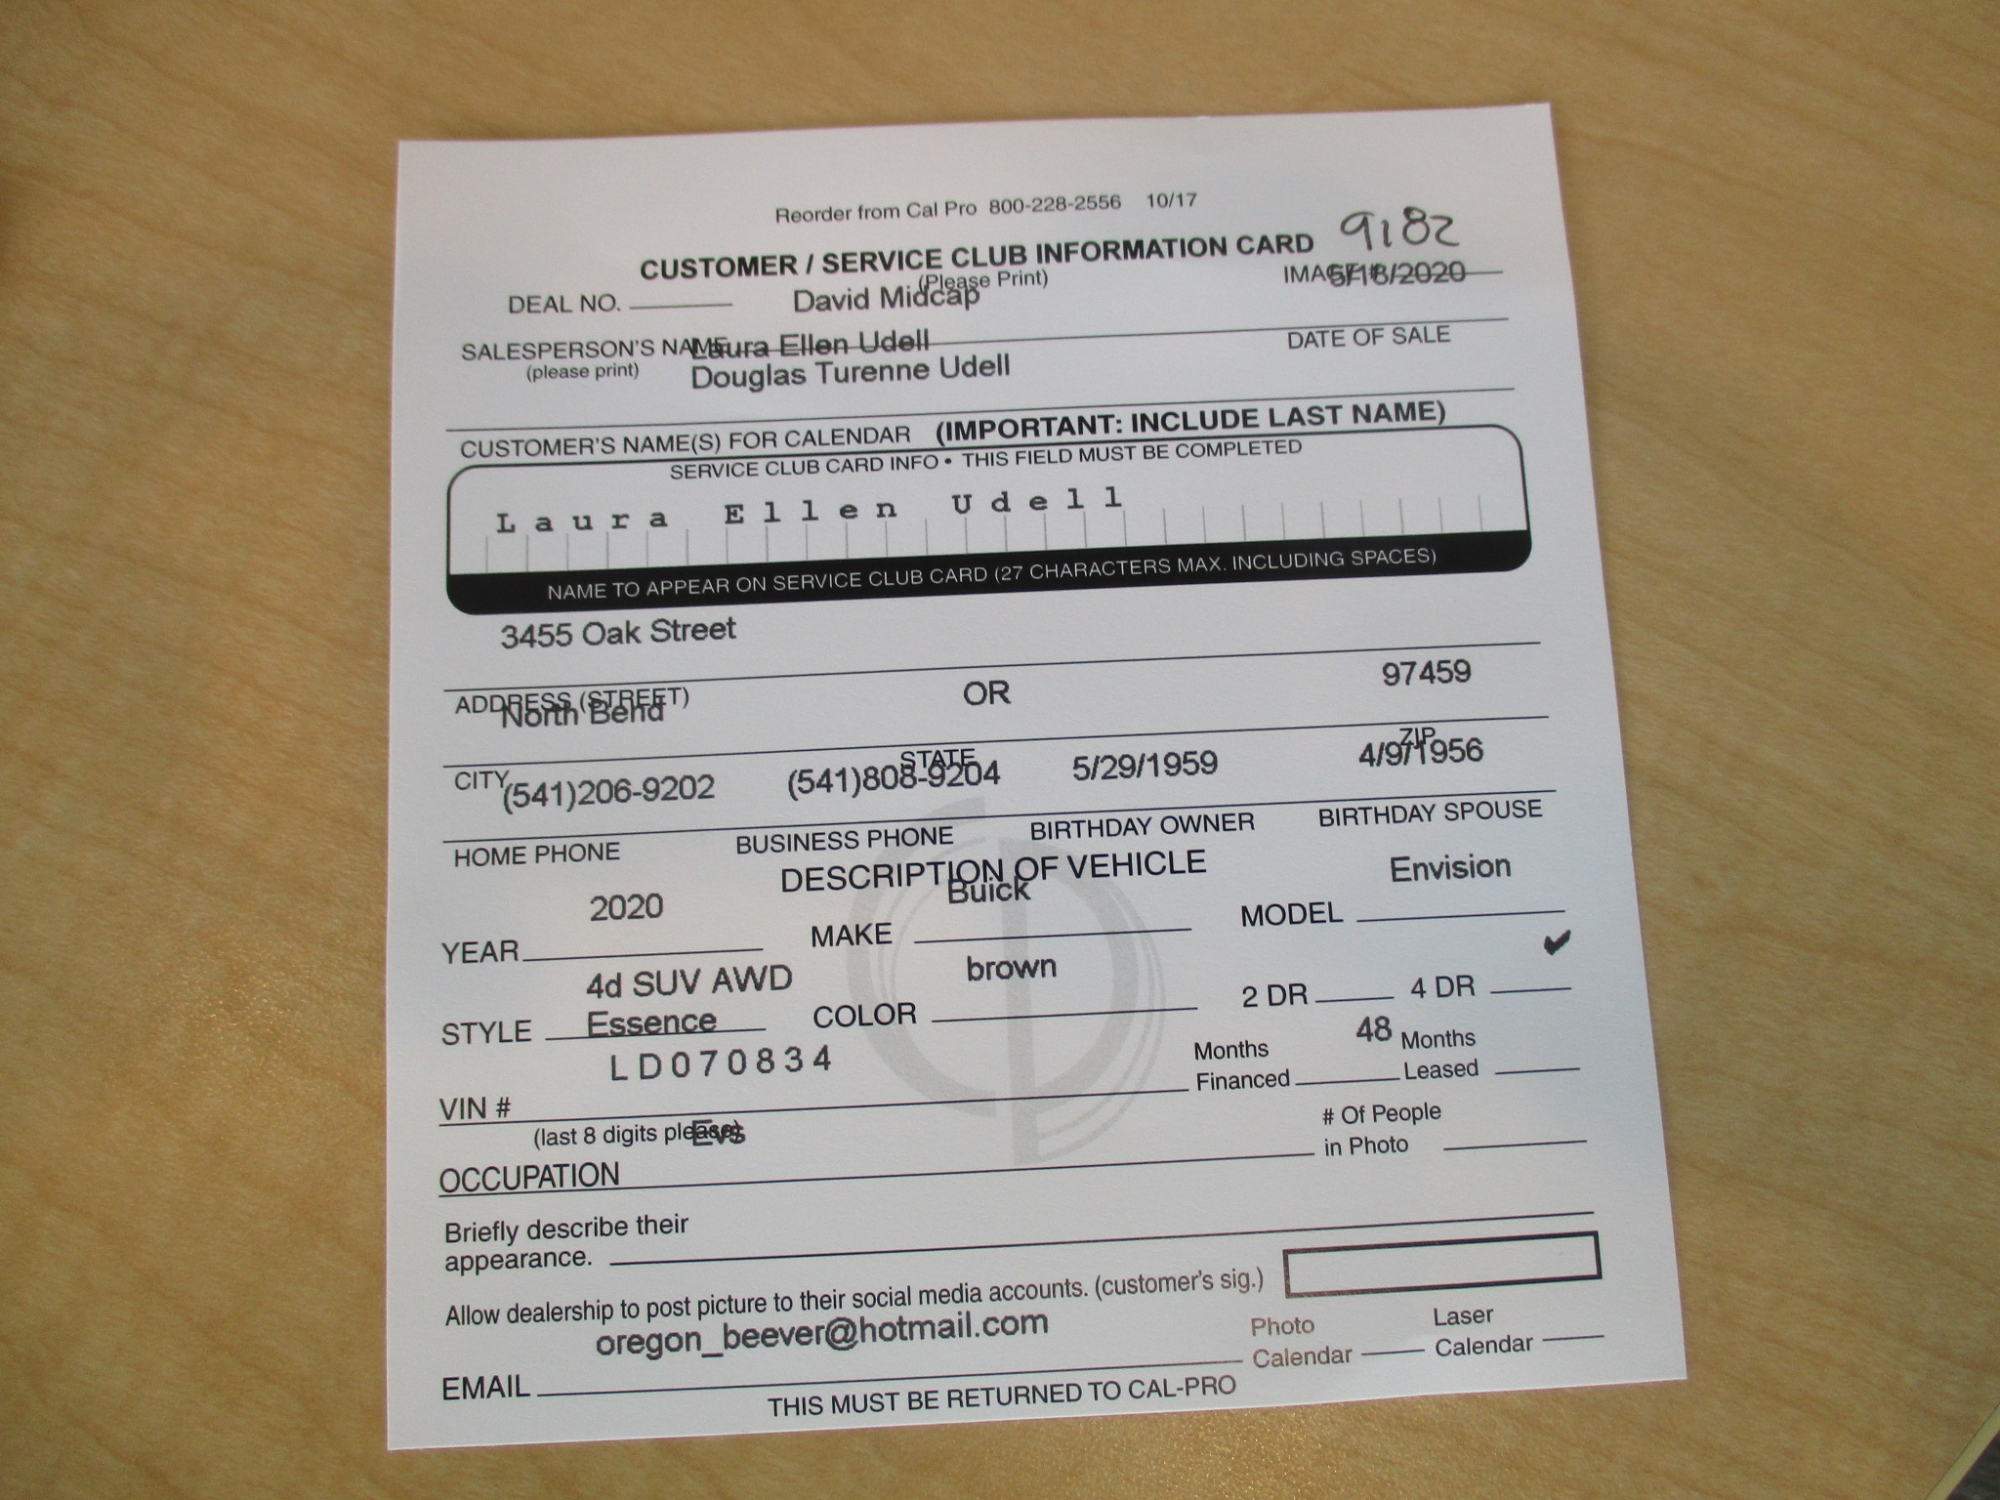 Reorder from Cal Pro 800-228-2556 10/17
CUSTOMER / SERVICE CLUB INFORMATION CARD 9182
(Please Print) IMAGE # 5/18/2020
DEAL NO. David Midcap
SALESPERSON'S NAME Laura Ellen Udell DATE OF SALE
(please print) Douglas Turenne Udell
CUSTOMER'S NAME(S) FOR CALENDAR (IMPORTANT: INCLUDE LAST NAME)
SERVICE CLUB CARD INFO • THIS FIELD MUST BE COMPLETED
Laura Ellen Udell
NAME TO APPEAR ON SERVICE CLUB CARD (27 CHARACTERS MAX. INCLUDING SPACES)
3455 Oak Street
ADDRESS (STREET)
North Bend OR 97459
CITY STATE ZIP
(541)206-9202 (541)808-9204 5/29/1959 4/9/1956
HOME PHONE BUSINESS PHONE BIRTHDAY OWNER BIRTHDAY SPOUSE
DESCRIPTION OF VEHICLE
2020 Buick Envision
YEAR MAKE MODEL
4d SUV AWD brown ✔
STYLE Essence COLOR 2 DR 4 DR
LD070834 Months 48 Months
VIN # Financed Leased
(last 8 digits please) Evs # Of People
OCCUPATION in Photo
Briefly describe their
appearance.
Allow dealership to post picture to their social media accounts. (customer's sig.)
oregon_beever@hotmail.com Photo Laser
EMAIL Calendar Calendar
THIS MUST BE RETURNED TO CAL-PRO